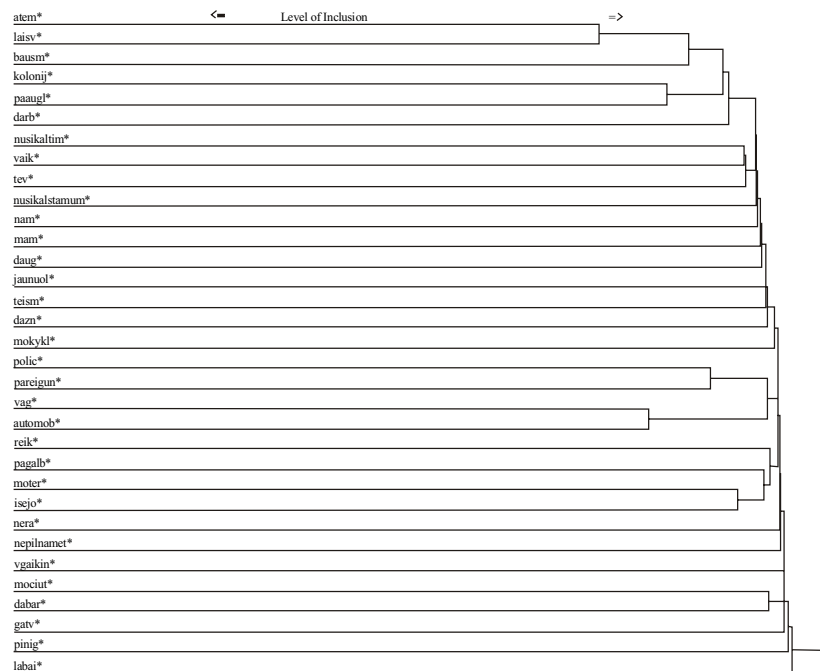 <= Level of Inclusion =>
atem*
laisv*
bausm*
kolonij*
paaugl*
darb*
nusikaltim*
vaik*
tev*
nusikalstamum*
nam*
mam*
daug*
jaunuol*
teism*
dazn*
mokykl*
polic*
pareigun*
vag*
automob*
reik*
pagalb*
moter*
isejo*
nera*
nepilnamet*
vgaikin*
mociut*
dabar*
gatv*
pinig*
labai*